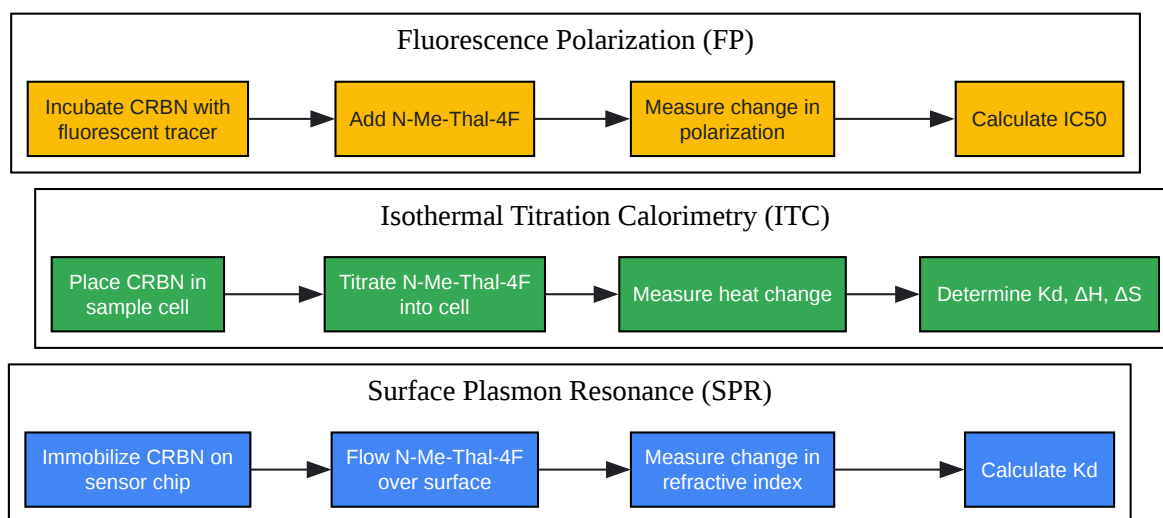 Fluorescence Polarization (FP)
Incubate CRBN with
fluorescent tracer
Add N-Me-Thal-4F
Measure change in
polarization
Calculate IC50
Isothermal Titration Calorimetry (ITC)
Place CRBN in
sample cell
Titrate N-Me-Thal-4F
into cell
Measure heat change
Determine Kd, ΔH, ΔS
Surface Plasmon Resonance (SPR)
Immobilize CRBN on
sensor chip
Flow N-Me-Thal-4F
over surface
Measure change in
refractive index
Calculate Kd